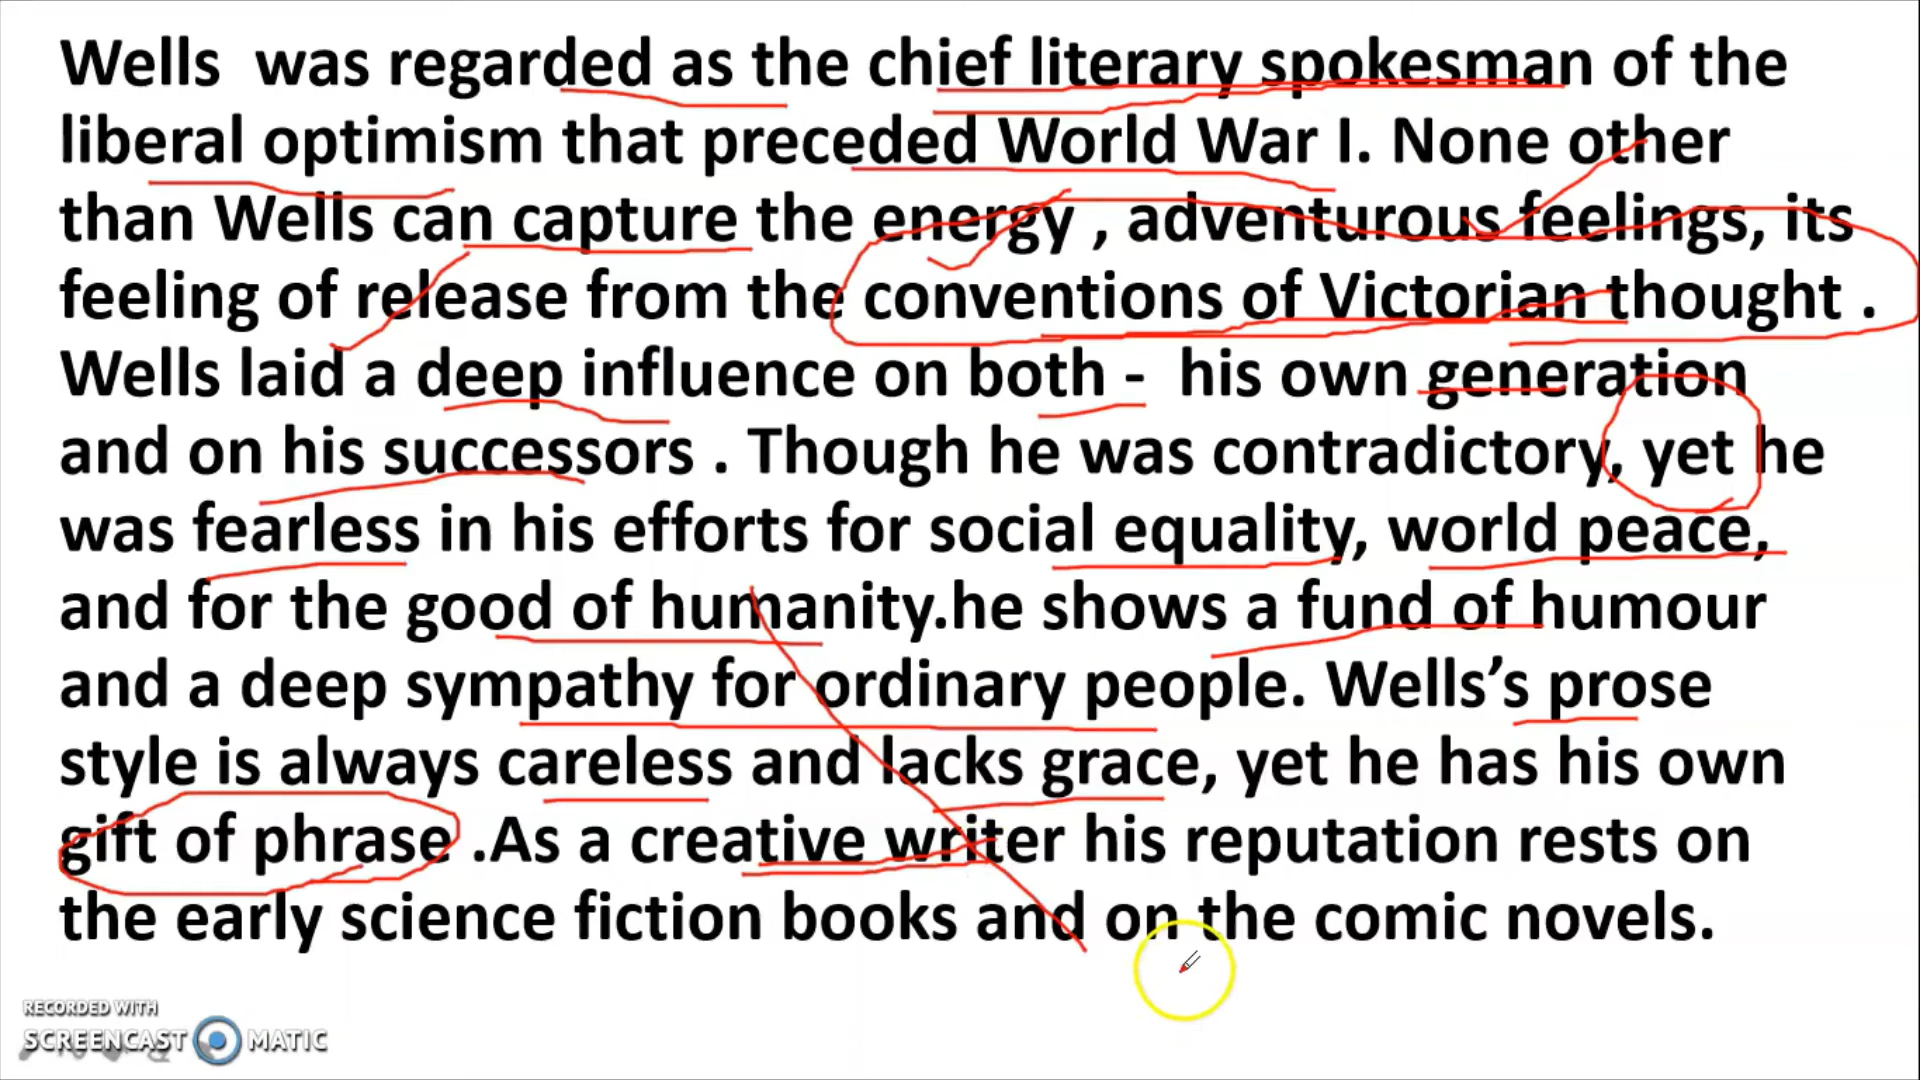 Wells  was regarded as the chief literary spokesman of the
liberal optimism that preceded World War I. None other
than Wells can capture the energy , adventurous feelings, its
feeling of release from the conventions of Victorian thought .
Wells laid a deep influence on both -  his own generation
and on his successors . Though he was contradictory, yet he
was fearless in his efforts for social equality, world peace,
and for the good of humanity.he shows a fund of humour
and a deep sympathy for ordinary people. Wells’s prose
style is always careless and lacks grace, yet he has his own
gift of phrase .As a creative writer his reputation rests on
the early science fiction books and on the comic novels.
RECORDED WITH
SCREENCAST MATIC